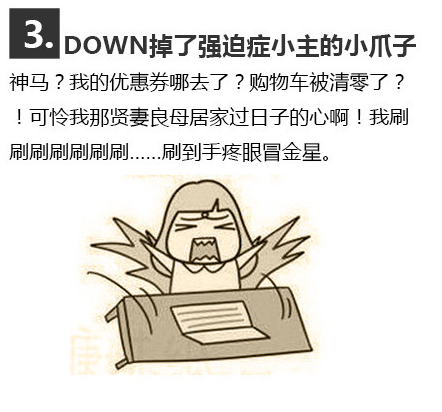 3. DOWN掉了强迫症小主的小爪子
神马？我的优惠券哪去了？购物车被清零了？
！可怜我那贤妻良母居家过日子的心啊！我刷
刷刷刷刷刷刷……刷到手疼眼冒金星。